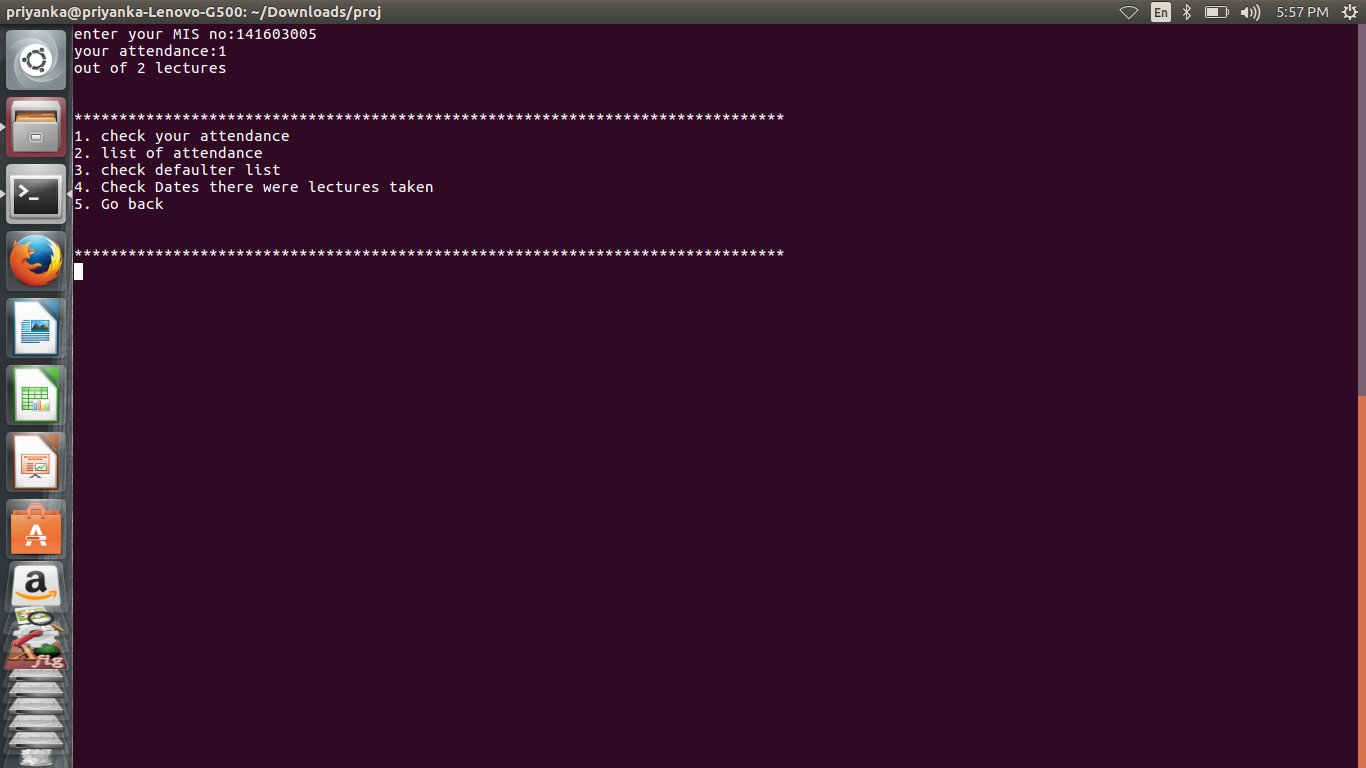 priyanka@priyanka-Lenovo-G500: ~/Downloads/proj
En
5:57 PM
enter your MIS no:141603005
your attendance:1
out of 2 lectures
*******************************************************************************
1. check your attendance
2. list of attendance
3. check defaulter list
4. Check Dates there were lectures taken
5. Go back
*******************************************************************************
>_
A
a
fig